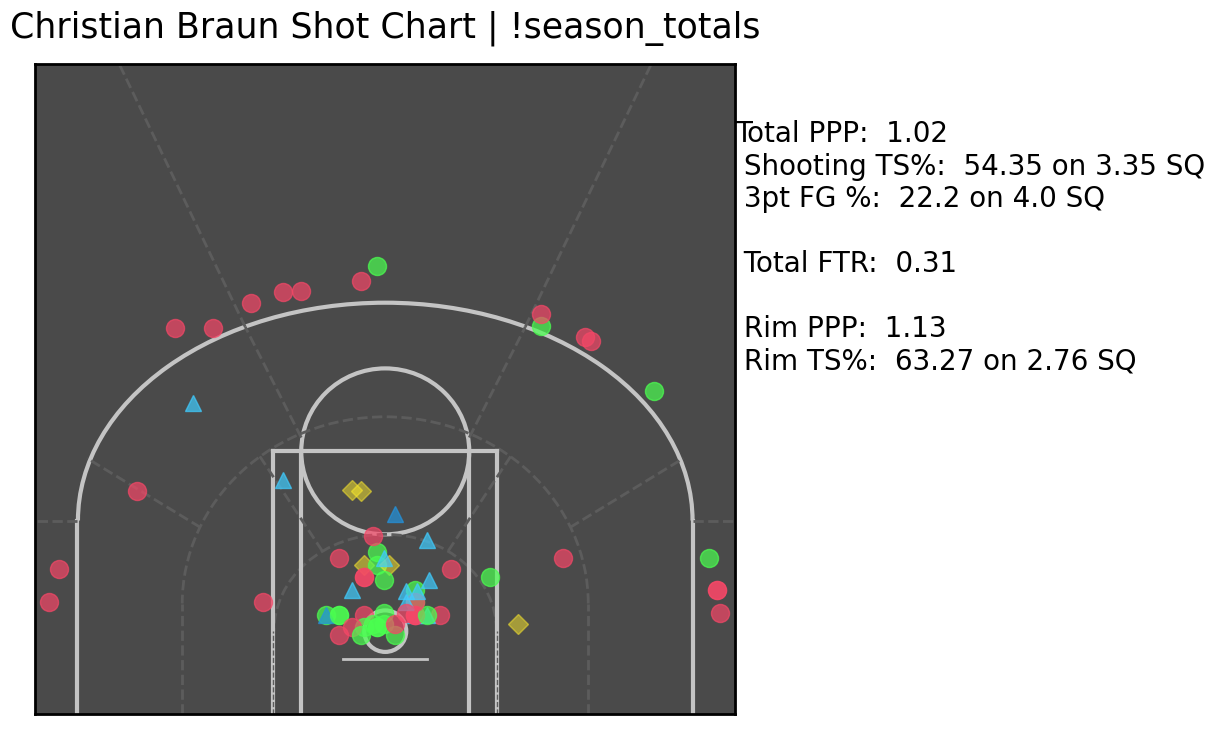 Christian Braun Shot Chart | !season_totals
Total PPP:  1.02
Shooting TS%:  54.35 on 3.35 SQ
3pt FG %:  22.2 on 4.0 SQ
Total FTR:  0.31
Rim PPP:  1.13
Rim TS%:  63.27 on 2.76 SQ